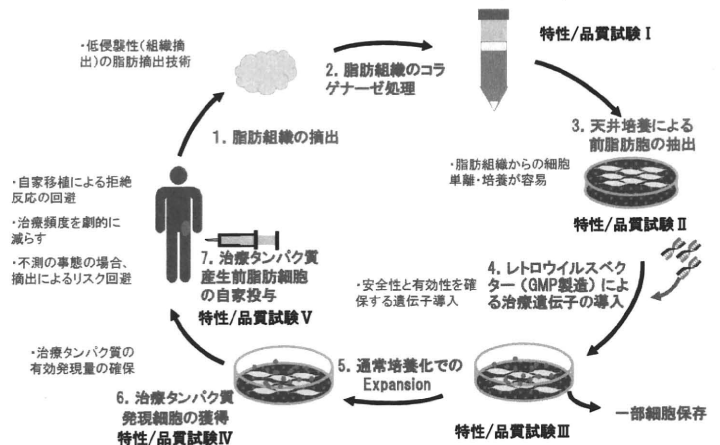 ・低侵襲性（組織摘
出）の脂肪摘出技術
2. 脂肪組織のコラ
ゲナーゼ処理
特性/品質試験Ⅰ
1. 脂肪組織の摘出
3. 天井培養による
前脂肪胞の抽出
・脂肪組織からの細胞
単離・培養が容易
特性/品質試験Ⅱ
・自家移植による拒絶
反応の回避
・治療頻度を劇的に
減らす
・不測の事態の場合、
摘出によるリスク回避
7. 治療タンパク質
産生前脂肪細胞
の自家投与
特性/品質試験Ⅴ
4. レトロウイルスベク
ター（GMP製造）によ
る治療遺伝子の導入
・安全性と有効性を確
保する遺伝子導入
・治療タンパク質の
有効発現量の確保
5. 通常培養化での
Expansion
6. 治療タンパク質
発現細胞の獲得
特性/品質試験Ⅳ
特性/品質試験Ⅲ
一部細胞保存